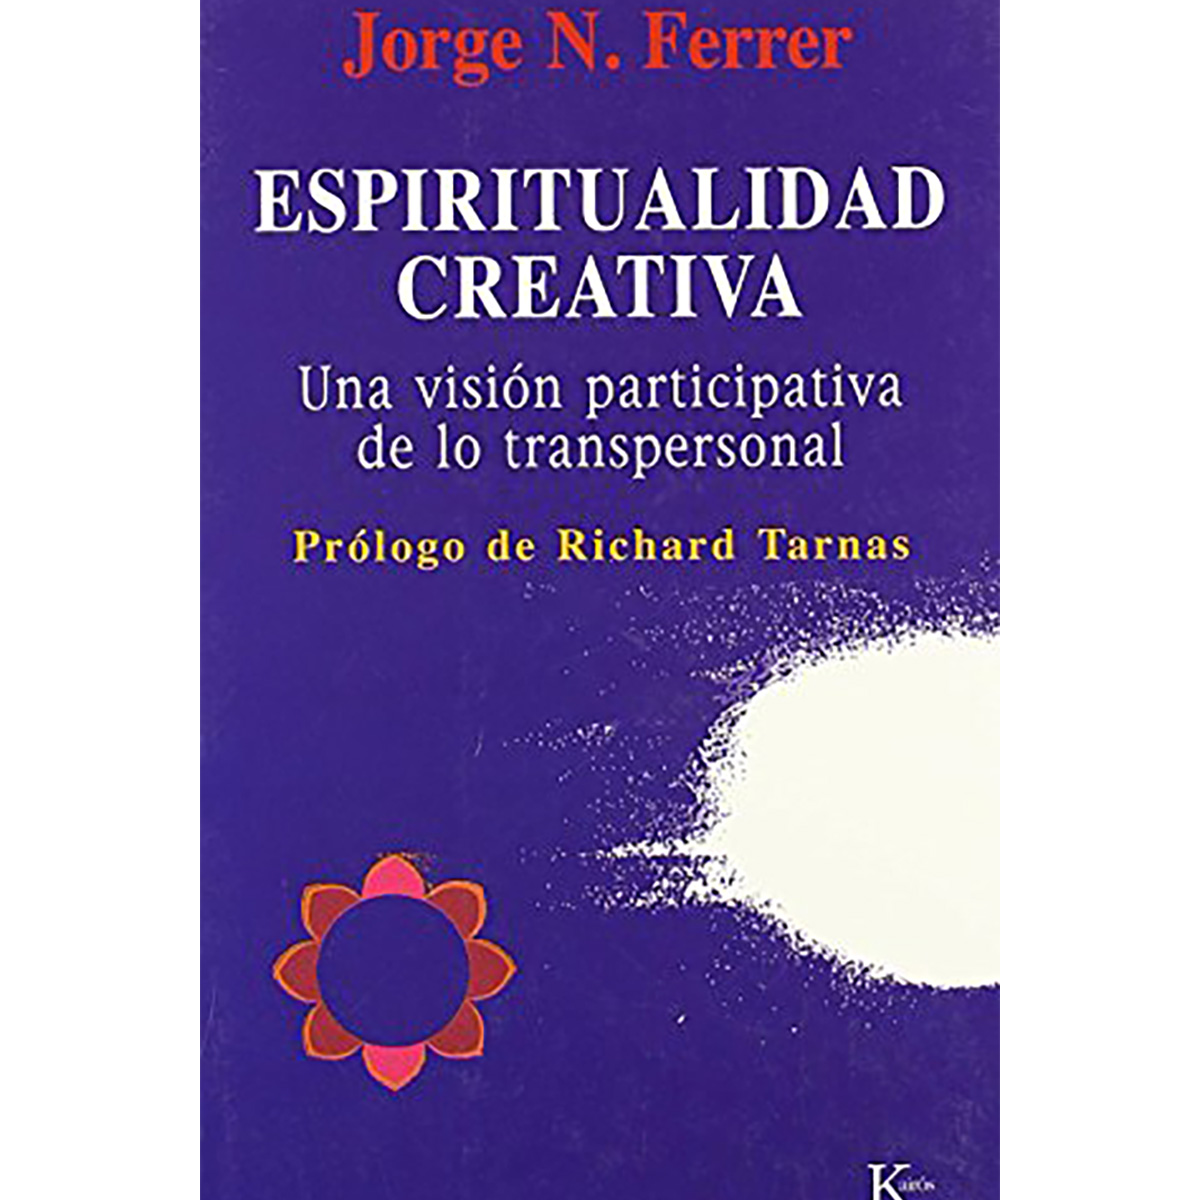 Jorge N. Ferrer
ESPIRITUALIDAD
CREATIVA
Una visión participativa
de lo transpersonal
Prólogo de Richard Tarnas
Kairós